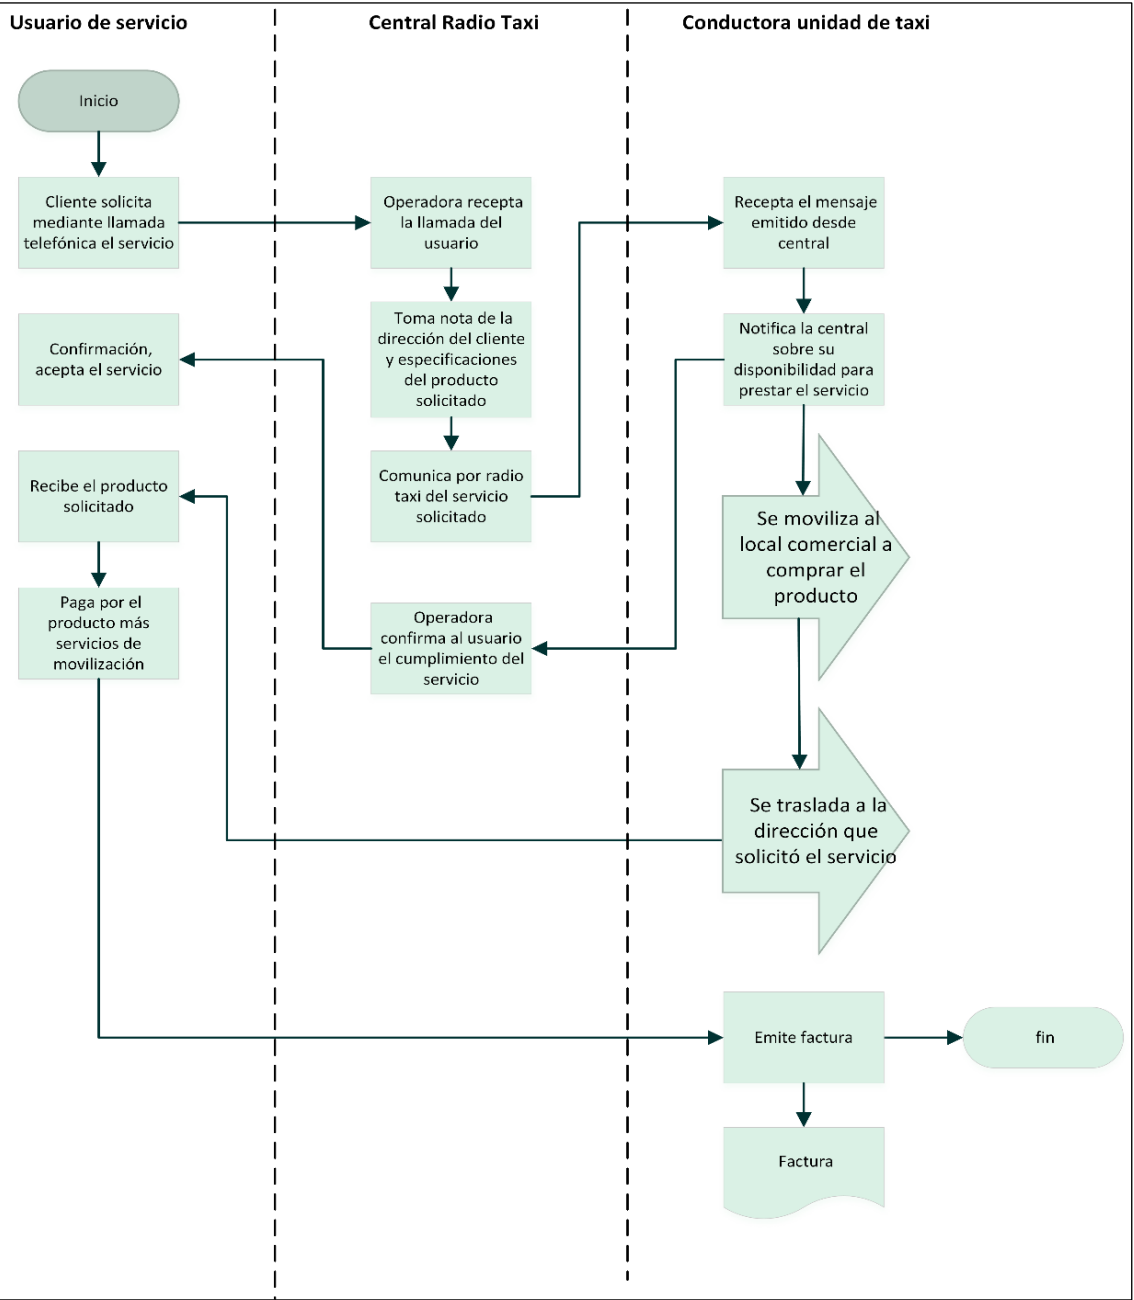 Usuario de servicio
Central Radio Taxi
Conductora unidad de taxi
Inicio
Cliente solicita
mediante llamada
telefónica el servicio
Operadora recepta
la llamada del
usuario
Recepta el mensaje
emitido desde
central
Confirmación,
acepta el servicio
Toma nota de la
dirección del cliente
y especificaciones
del producto
solicitado
Notifica la central
sobre su
disponibilidad para
prestar el servicio
Recibe el producto
solicitado
Comunica por radio
taxi del servicio
solicitado
Se moviliza al
local comercial a
comprar el
producto
Paga por el
producto más
servicios de
movilización
Operadora
confirma al usuario
el cumplimiento del
servicio
Se traslada a la
dirección que
solicitó el servicio
Emite factura
fin
Factura